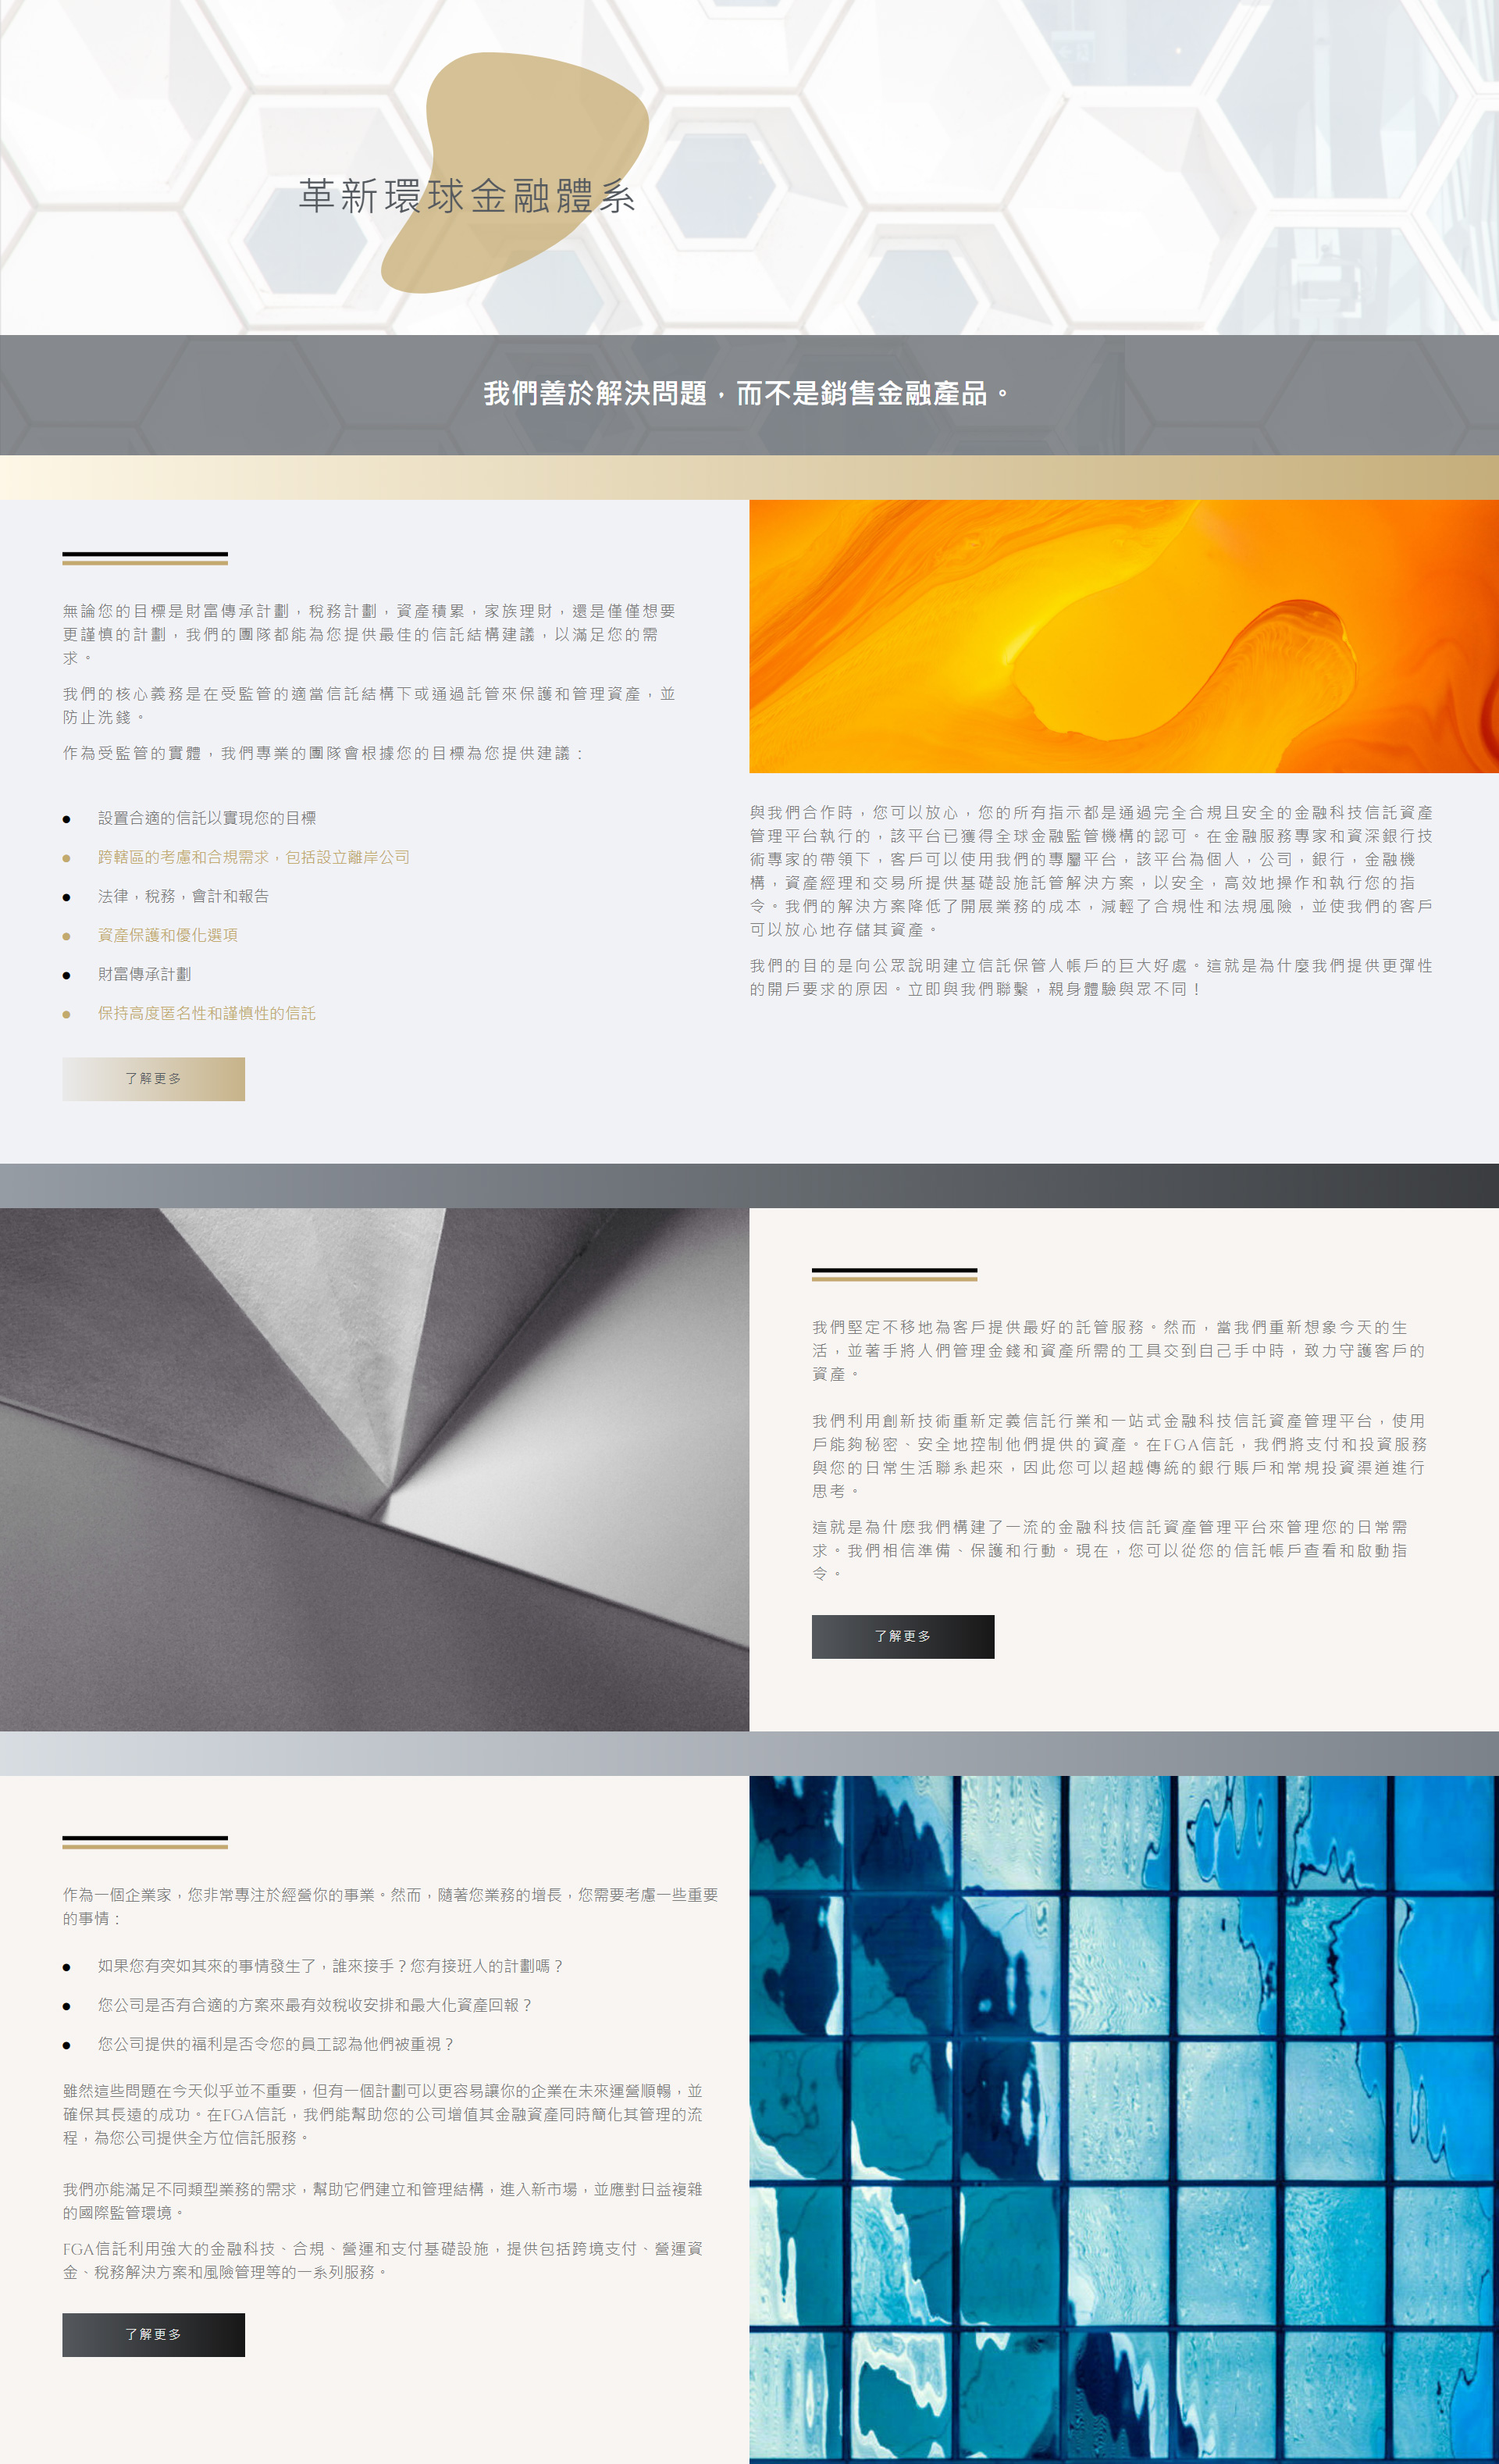 革新環球金融體系
我們善於解決問題，而不是銷售金融產品。
無論您的目標是財富傳承計劃，稅務計劃，資產積累，家族理財，還是僅僅想要
更謹慎的計劃，我們的團隊都能為您提供最佳的信託結構建議，以滿足您的需
求。
我們的核心義務是在受監管的適當信託結構下或通過託管來保護和管理資產，並
防止洗錢。
作為受監管的實體，我們專業的團隊會根據您的目標為您提供建議：
設置合適的信託以實現您的目標
跨轄區的考慮和合規需求，包括設立離岸公司
法律，稅務，會計和報告
資產保護和優化選項
財富傳承計劃
保持高度匿名性和謹慎性的信託
了解更多
與我們合作時，您可以放心，您的所有指示都是通過完全合規且安全的金融科技信託資產
管理平台執行的，該平台已獲得全球金融監管機構的認可。在金融服務專家和資深銀行技
術專家的帶領下，客戶可以使用我們的專屬平台，該平台為個人，公司，銀行，金融機
構，資產經理和交易所提供基礎設施託管解決方案，以安全，高效地操作和執行您的指
令。我們的解決方案降低了開展業務的成本，減輕了合規性和法規風險，並使我們的客戶
可以放心地存儲其資產。
我們的目的是向公眾說明建立信託保管人帳戶的巨大好處。這就是為什麼我們提供更彈性
的開戶要求的原因。立即與我們聯繫，親身體驗與眾不同！
我們堅定不移地為客戶提供最好的託管服務。然而，當我們重新想象今天的生
活，並著手將人們管理金錢和資產所需的工具交到自己手中時，致力守護客戶的
資產。
我們利用創新技術重新定義信託行業和一站式金融科技信託資產管理平台，使用
戶能夠秘密、安全地控制他們提供的資產。在FGA信託，我們將支付和投資服務
與您的日常生活聯系起來，因此您可以超越傳統的銀行賬戶和常規投資渠道進行
思考。
這就是為什麽我們構建了一流的金融科技信託資產管理平台來管理您的日常需
求。我們相信準備、保護和行動。現在，您可以從您的信託帳戶查看和啟動指
令。
了解更多
作為一個企業家，您非常專注於經營你的事業。然而，隨著您業務的增長，您需要考慮一些重要
的事情：
如果您有突如其來的事情發生了，誰來接手？您有接班人的計劃嗎？
您公司是否有合適的方案來最有效稅收安排和最大化資產回報？
您公司提供的福利是否令您的員工認為他們被重視？
雖然這些問題在今天似乎並不重要，但有一個計劃可以更容易讓你的企業在未來運營順暢，並
確保其長遠的成功。在FGA信託，我們能幫助您的公司增值其金融資產同時簡化其管理的流
程，為您公司提供全方位信託服務。
我們亦能滿足不同類型業務的需求，幫助它們建立和管理結構，進入新市場，並應對日益複雜
的國際監管環境。
FGA信託利用強大的金融科技、合規、營運和支付基礎設施，提供包括跨境支付、營運資
金、稅務解決方案和風險管理等的一系列服務。
了解更多